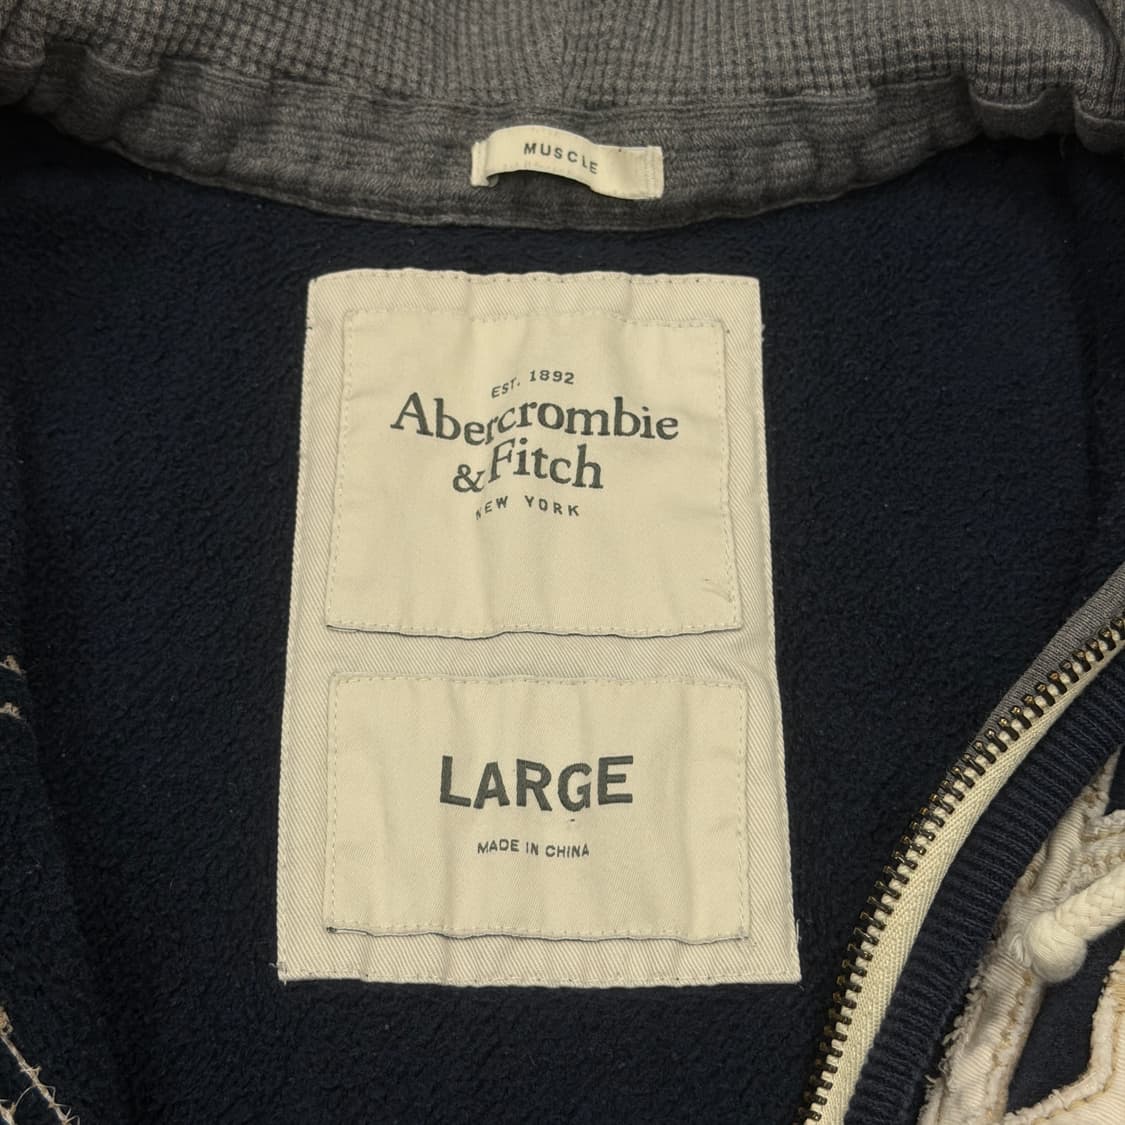 MUSCLE
EST. 1892
Abercrombie
& Fitch
NEW YORK
LARGE
MADE IN CHINA